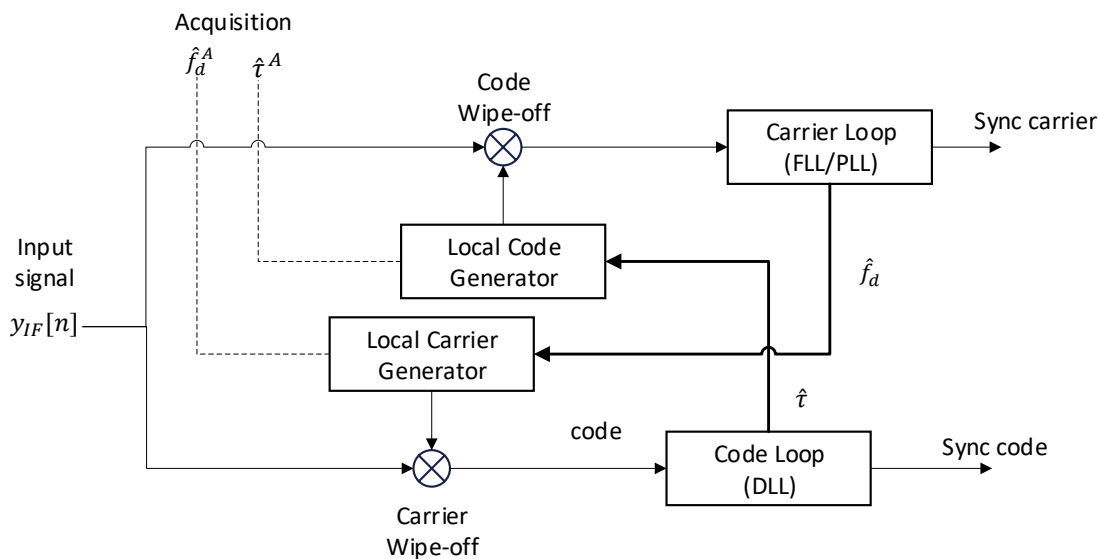 Acquisition
f̂_d^A
τ̂^A
Code
Wipe-off
Carrier Loop
(FLL/PLL)
Sync carrier
Input
signal
y_IF[n]
Local Code
Generator
f̂_d
Local Carrier
Generator
τ̂
code
Code Loop
(DLL)
Sync code
Carrier
Wipe-off